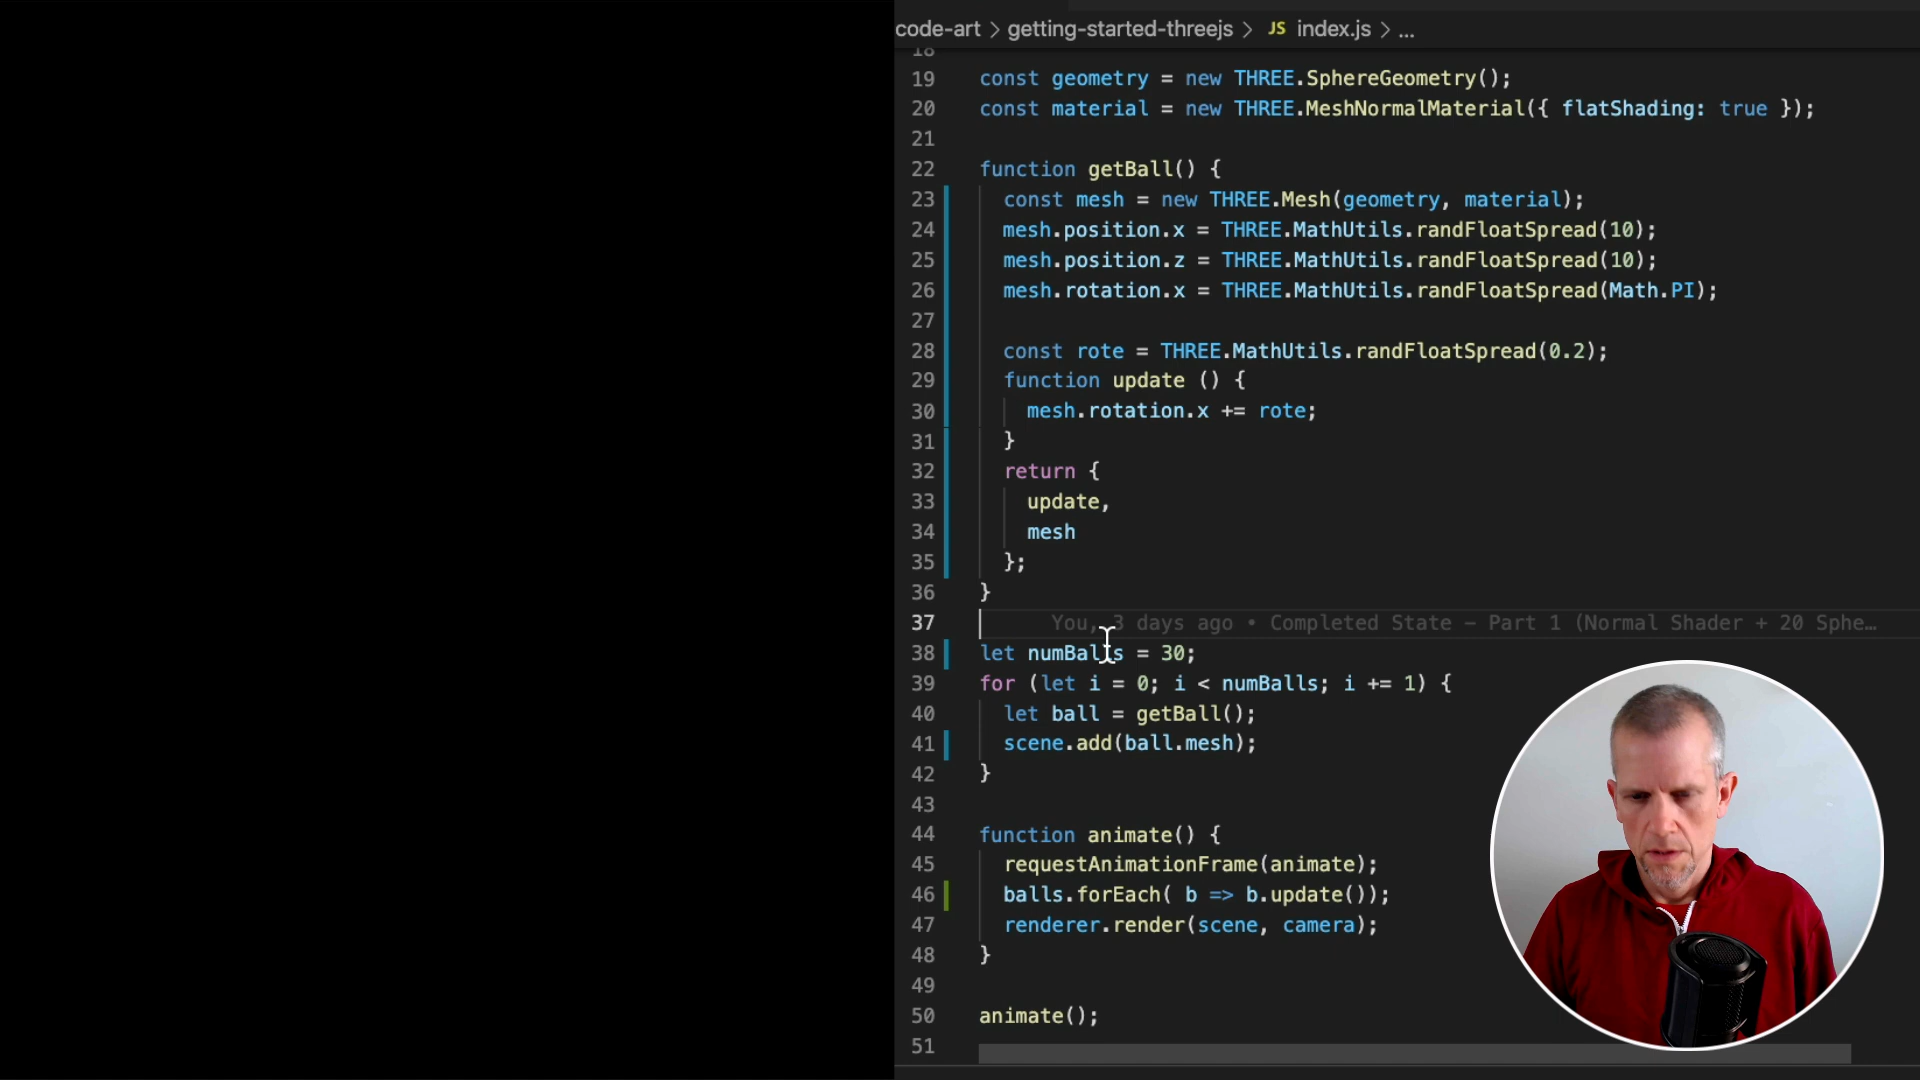 code-art > getting-started-threejs > JS index.js > ...
18
19 const geometry = new THREE.SphereGeometry();
20 const material = new THREE.MeshNormalMaterial({ flatShading: true });
21
22 function getBall() {
23 const mesh = new THREE.Mesh(geometry, material);
24 mesh.position.x = THREE.MathUtils.randFloatSpread(10);
25 mesh.position.z = THREE.MathUtils.randFloatSpread(10);
26 mesh.rotation.x = THREE.MathUtils.randFloatSpread(Math.PI);
27
28 const rote = THREE.MathUtils.randFloatSpread(0.2);
29 function update () {
30 mesh.rotation.x += rote;
31 }
32 return {
33 update,
34 mesh
35 };
36 }
37 You, 3 days ago • Completed State – Part 1 (Normal Shader + 20 Sphe…
38 let numBalls = 30;
39 for (let i = 0; i < numBalls; i += 1) {
40 let ball = getBall();
41 scene.add(ball.mesh);
42 }
43
44 function animate() {
45 requestAnimationFrame(animate);
46 balls.forEach( b => b.update());
47 renderer.render(scene, camera);
48 }
49
50 animate();
51